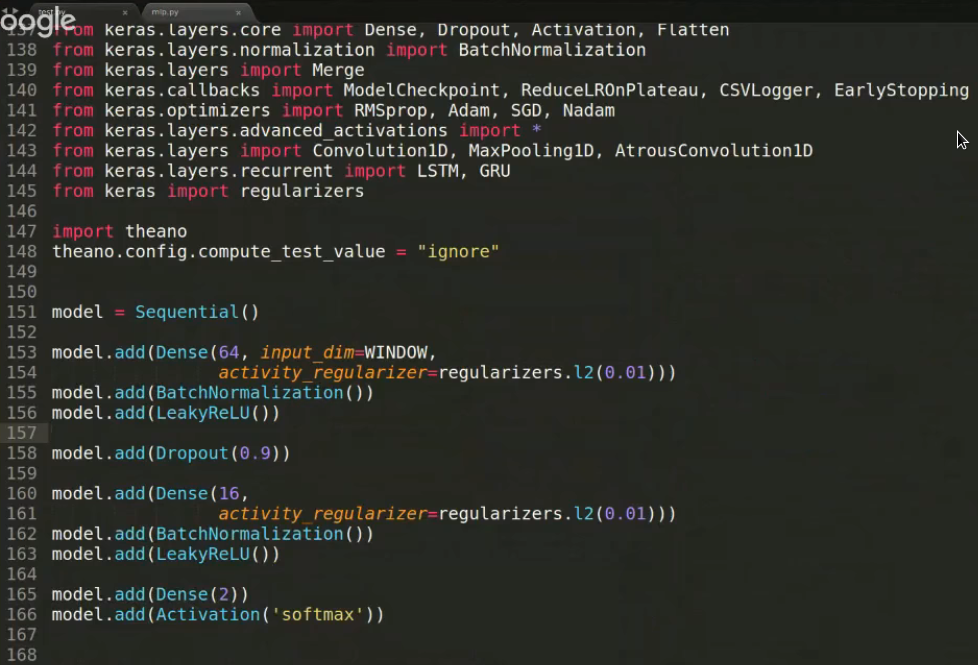 test.py mlp.py
oogle
137 from keras.layers.core import Dense, Dropout, Activation, Flatten
138 from keras.layers.normalization import BatchNormalization
139 from keras.layers import Merge
140 from keras.callbacks import ModelCheckpoint, ReduceLROnPlateau, CSVLogger, EarlyStopping
141 from keras.optimizers import RMSprop, Adam, SGD, Nadam
142 from keras.layers.advanced_activations import *
143 from keras.layers import Convolution1D, MaxPooling1D, AtrousConvolution1D
144 from keras.layers.recurrent import LSTM, GRU
145 from keras import regularizers
146
147 import theano
148 theano.config.compute_test_value = "ignore"
149
150
151 model = Sequential()
152
153 model.add(Dense(64, input_dim=WINDOW,
154 activity_regularizer=regularizers.l2(0.01)))
155 model.add(BatchNormalization())
156 model.add(LeakyReLU())
157
158 model.add(Dropout(0.9))
159
160 model.add(Dense(16,
161 activity_regularizer=regularizers.l2(0.01)))
162 model.add(BatchNormalization())
163 model.add(LeakyReLU())
164
165 model.add(Dense(2))
166 model.add(Activation('softmax'))
167
168